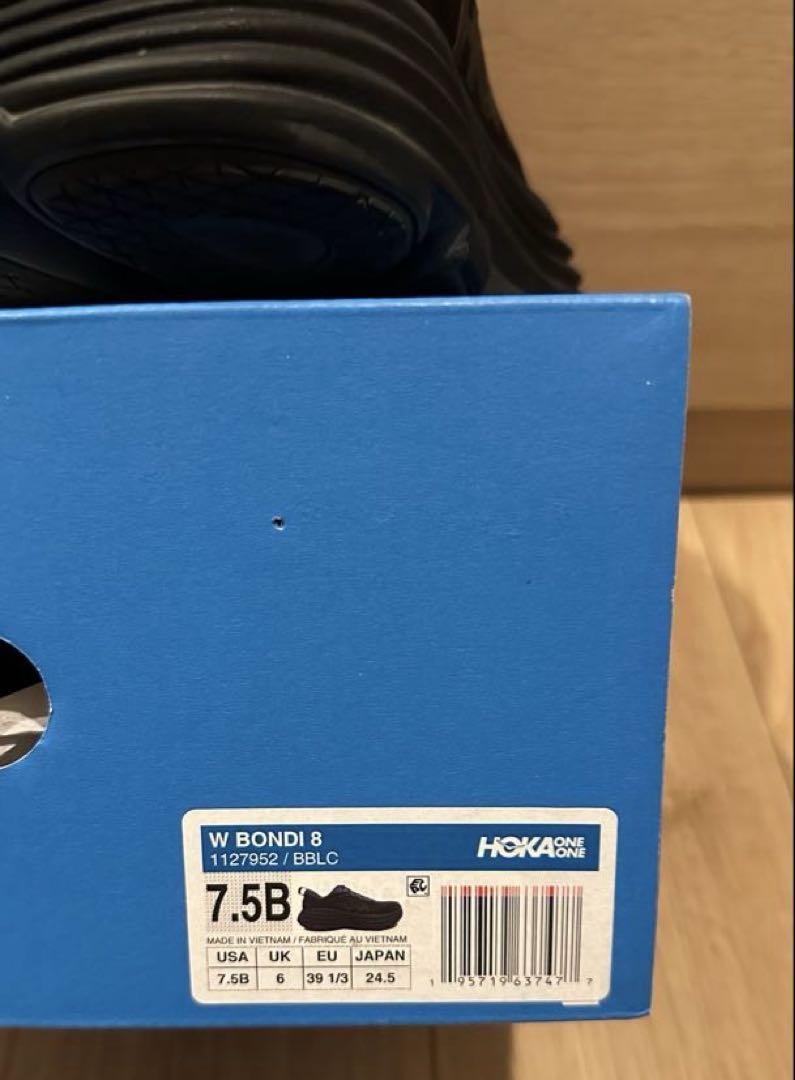 W BONDI 8
1127952 / BBLC
HOKA ONE ONE
7.5B
MADE IN VIETNAM / FABRIQUÉ AU VIETNAM
USA UK EU JAPAN
7.5B 6 39 1/3 24.5
1 95719 63747 7